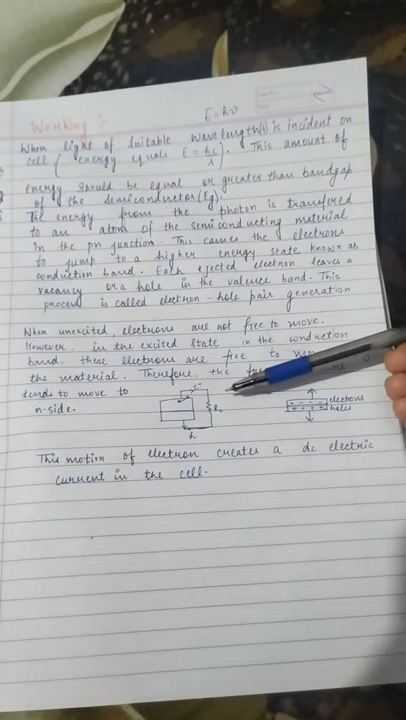 E = hν
Working :-
When light of Suitable wavelength(λ) is incident on
cell ( energy equals E = hc/λ ). This amount of
energy should be equal or greater than bandgap
of the semiconductor (Eg).
The energy from the photon is transfered
to an atom of the semiconducting material
in the pn junction. This causes the electrons
to jump to a higher energy state known as
conduction band. Each ejected electron leaves a
vacancy or a hole in the valence band. This
process is called electron-hole pair generation
When unexcited, electrons are not free to move.
However, in the excited State in the conduction
band, these electrons are free to
the material. Therefore, the
tends to move to
n-side.
e-
RL
h
electrons
holes
This motion of electron creates a dc electric
current in the cell.